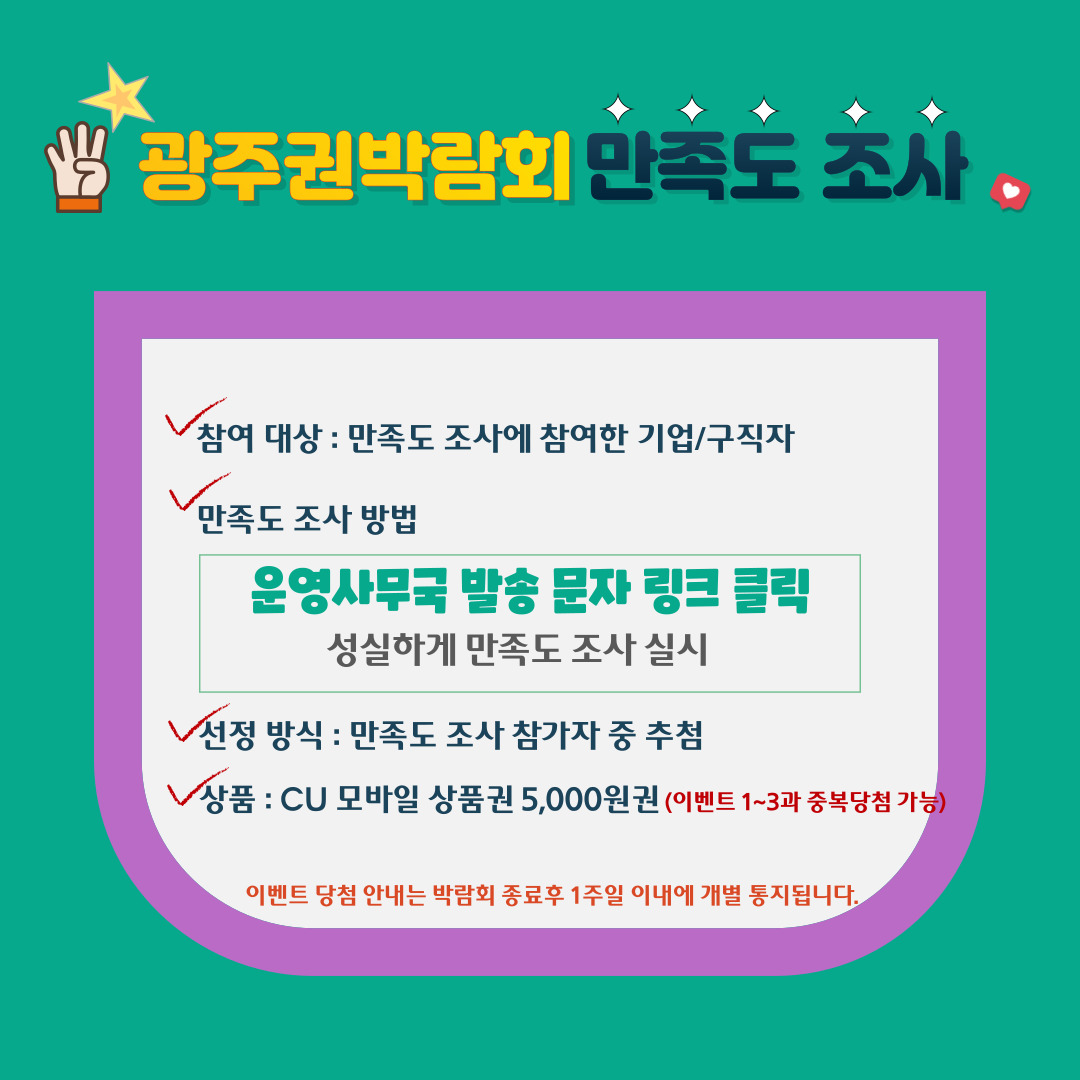 광주권박람회 만족도 조사
참여 대상 : 만족도 조사에 참여한 기업/구직자
만족도 조사 방법
운영사무국 발송 문자 링크 클릭
성실하게 만족도 조사 실시
선정 방식 : 만족도 조사 참가자 중 추첨
상품 : CU 모바일 상품권 5,000원권 (이벤트 1~3과 중복당첨 가능)
이벤트 당첨 안내는 박람회 종료후 1주일 이내에 개별 통지됩니다.